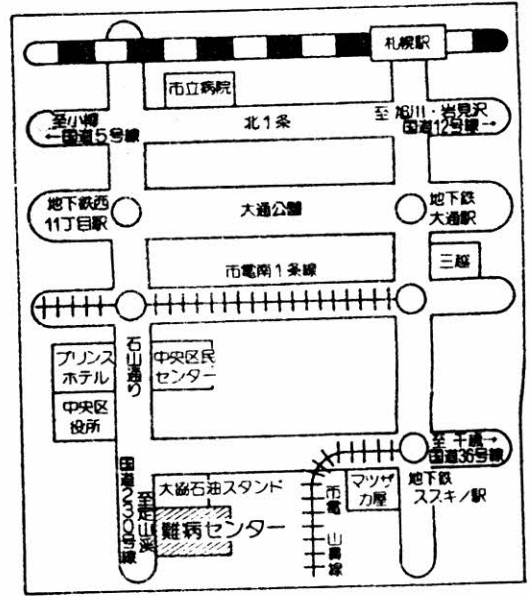 札幌駅
市立病院
至小樽
←国道5号線
北1条
至 旭川・岩見沢
国道12号線→
地下鉄西
11丁目駅
大通公園
地下鉄
大通駅
市電南1条線
三越
石山通り
プリンス
ホテル
中央区民
センター
中央区
役所
至 千歳→
国道36号線
地下鉄
ススキノ駅
マツザ
カ屋
市電 山鼻線
国道230号線
至定山渓
大協石油スタンド
難病センター